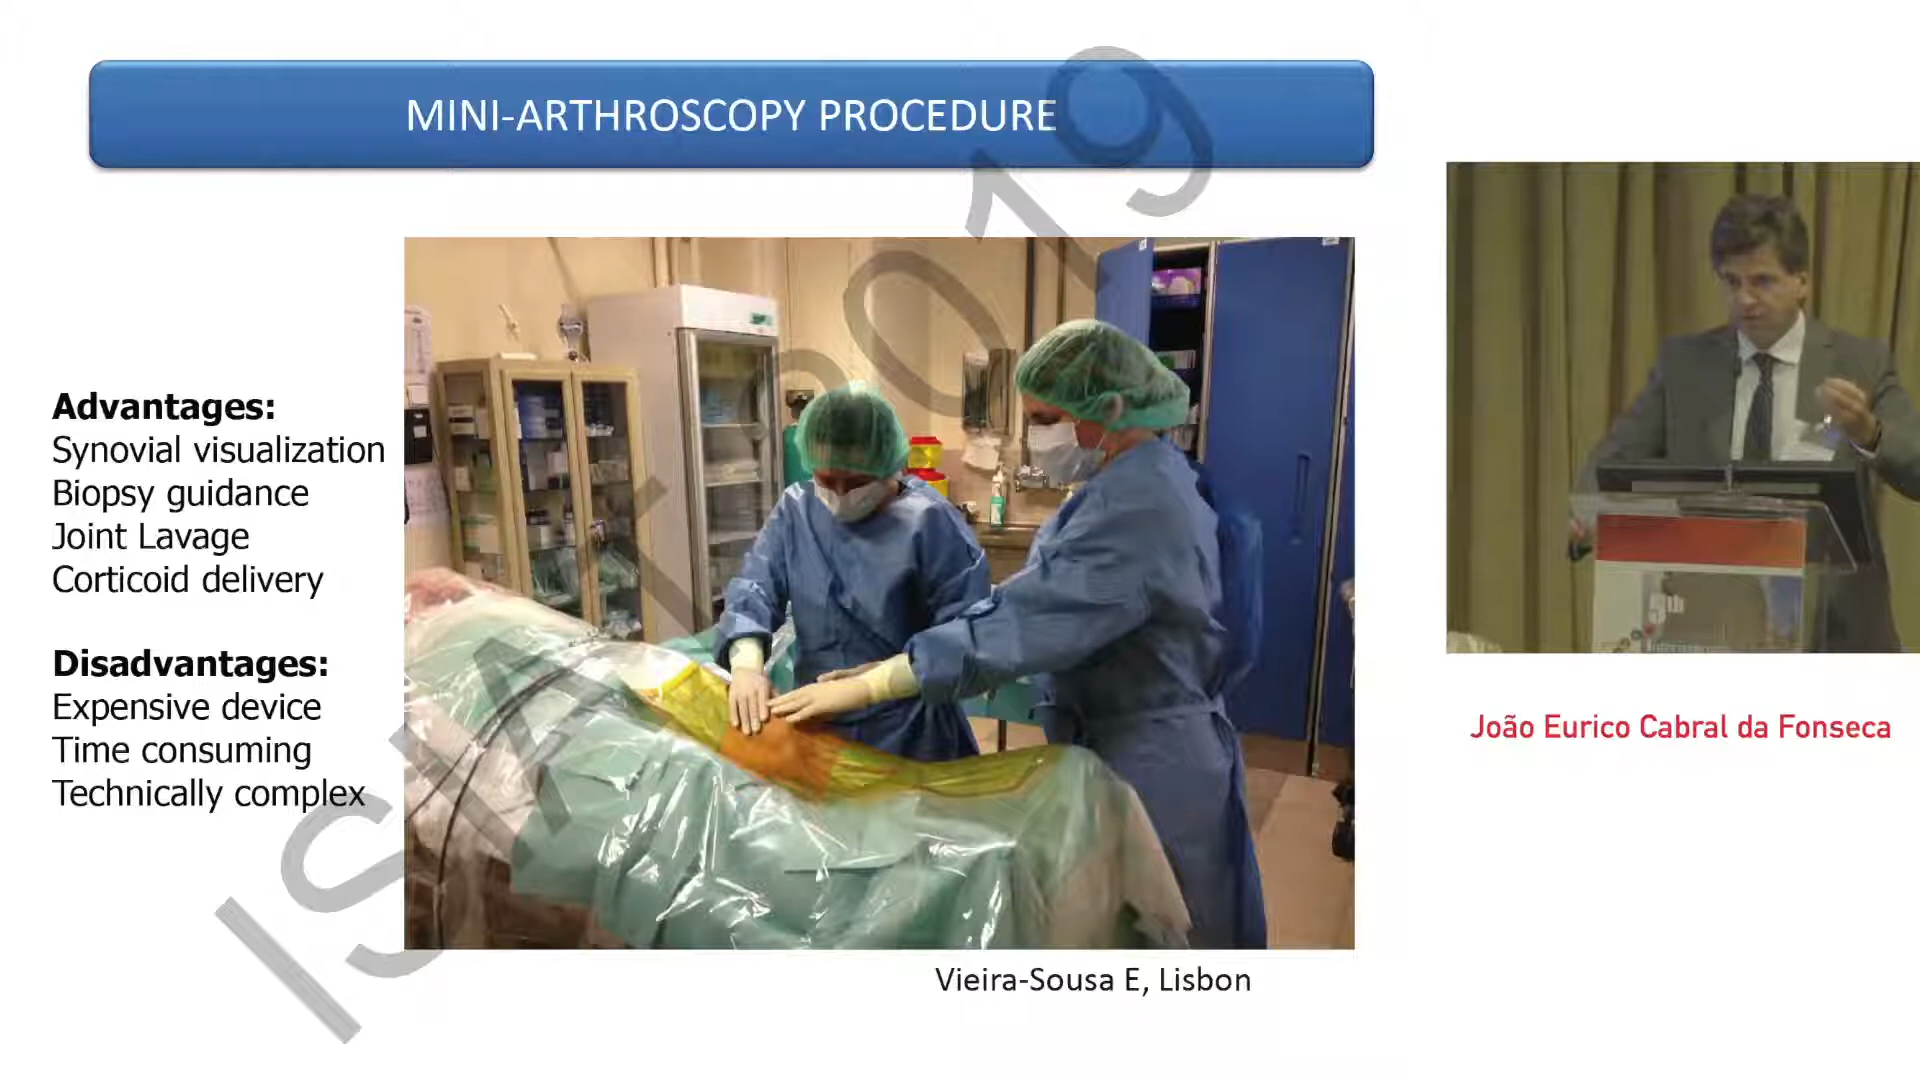 MINI-ARTHROSCOPY PROCEDURE
Advantages:
Synovial visualization
Biopsy guidance
Joint Lavage
Corticoid delivery
Disadvantages:
Expensive device
Time consuming
Technically complex
Vieira-Sousa E, Lisbon
João Eurico Cabral da Fonseca